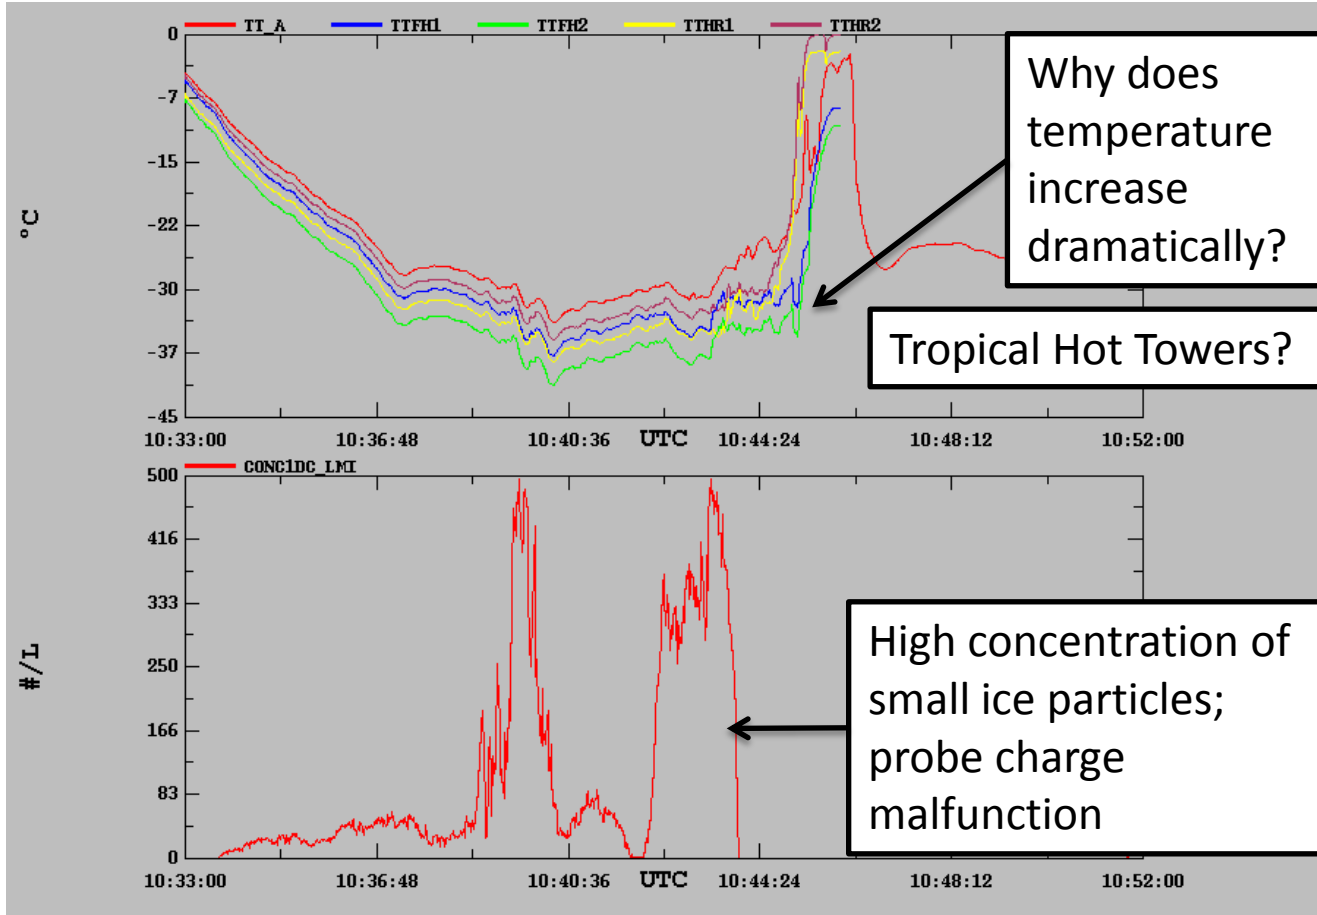 TT_A TTFH1 TTFH2 TTHR1 TTHR2
0
-7
-15
-22
-30
-37
-45
°C
10:33:00 10:36:48 10:40:36 UTC 10:44:24 10:48:12 10:52:00
Why does
temperature
increase
dramatically?
Tropical Hot Towers?
CONC1DC_LMI
500
416
333
250
166
83
0
#/L
10:33:00 10:36:48 10:40:36 UTC 10:44:24 10:48:12 10:52:00
High concentration of
small ice particles;
probe charge
malfunction